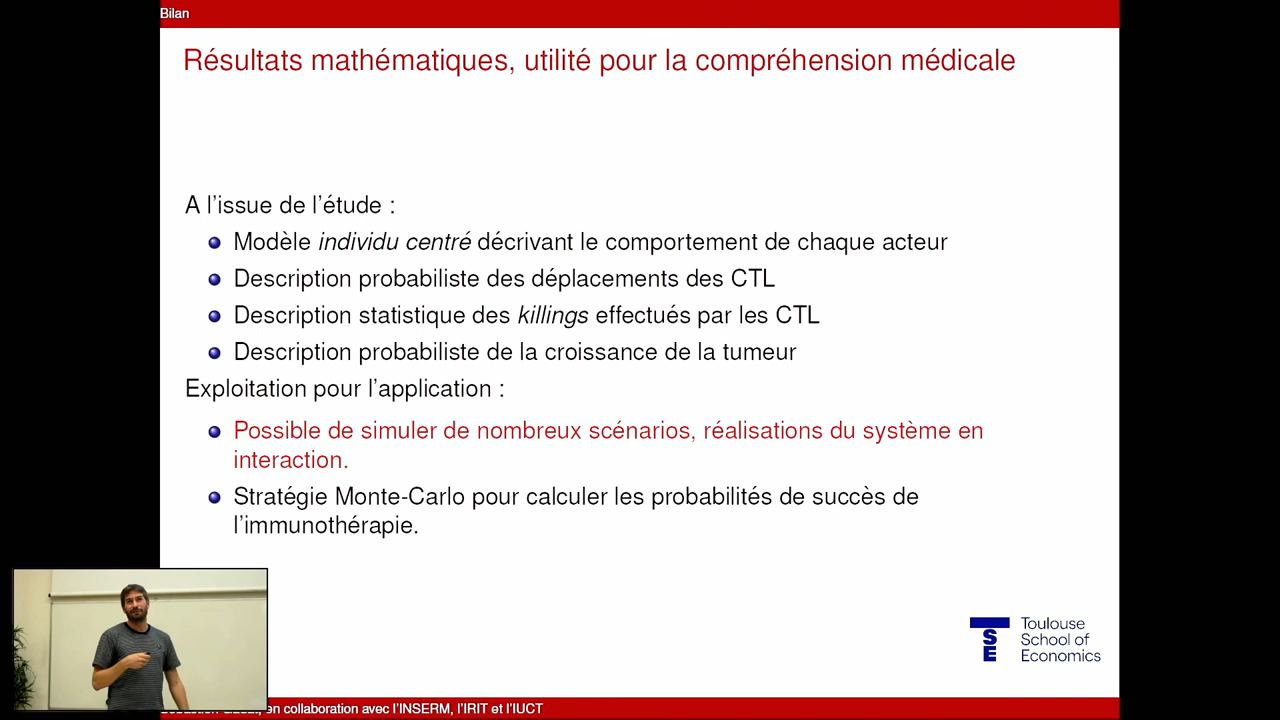 Bilan
Résultats mathématiques, utilité pour la compréhension médicale
A l'issue de l'étude :
Modèle individu centré décrivant le comportement de chaque acteur
Description probabiliste des déplacements des CTL
Description statistique des killings effectués par les CTL
Description probabiliste de la croissance de la tumeur
Exploitation pour l'application :
Possible de simuler de nombreux scénarios, réalisations du système en
interaction.
Stratégie Monte-Carlo pour calculer les probabilités de succès de
l'immunothérapie.
TSE
Toulouse
School of
Economics
en collaboration avec l'INSERM, l'IRIT et l'IUCT